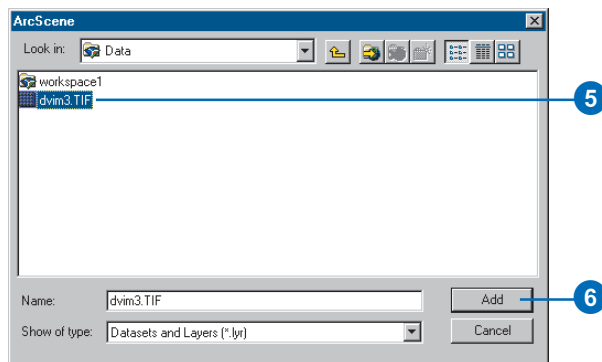 ArcScene
Look in: Data
workspace1
dvim3.TIF
5
Name: dvim3.TIF Add
6
Show of type: Datasets and Layers (*.lyr) Cancel